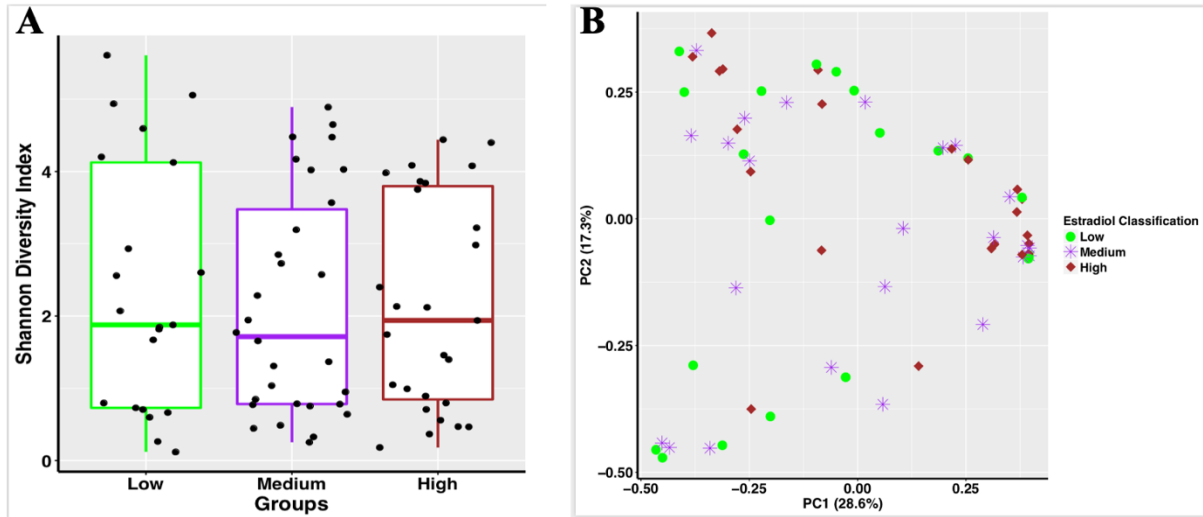 A
Shannon Diversity Index
4
2
0
Low
Medium
High
Groups
B
PC2 (17.3%)
0.25
0.00
−0.25
−0.50
−0.50
−0.25
0.00
0.25
PC1 (28.6%)
Estradiol Classification
Low
Medium
High